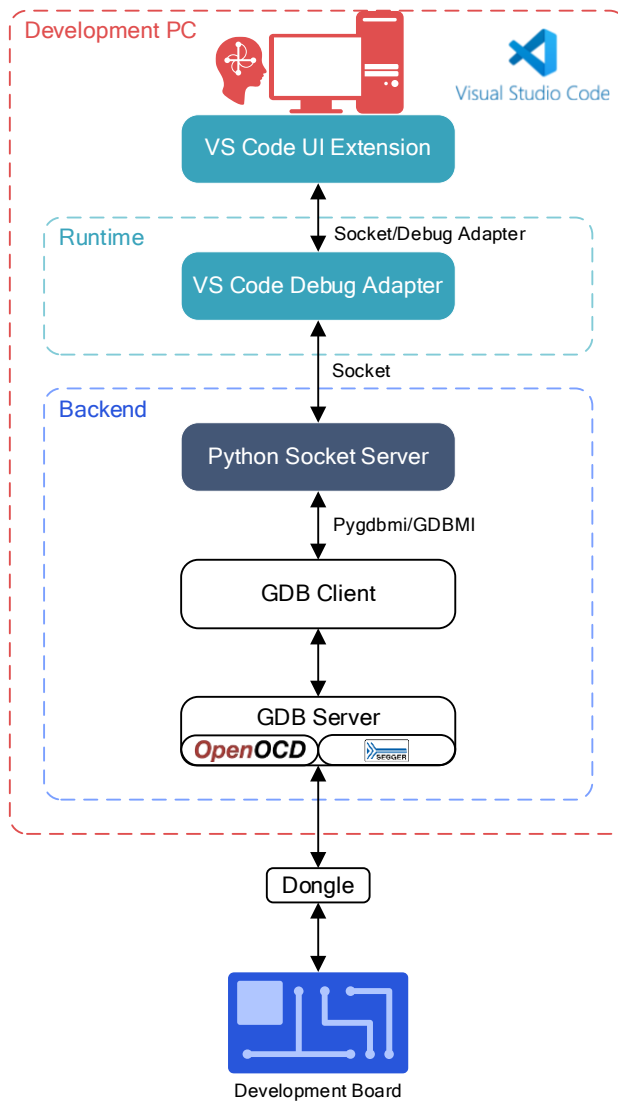 Development PC
Visual Studio Code
VS Code UI Extension
Runtime
Socket/Debug Adapter
VS Code Debug Adapter
Socket
Backend
Python Socket Server
Pygdbmi/GDBMI
GDB Client
GDB Server
OpenOCD
SEGGER
Dongle
Development Board